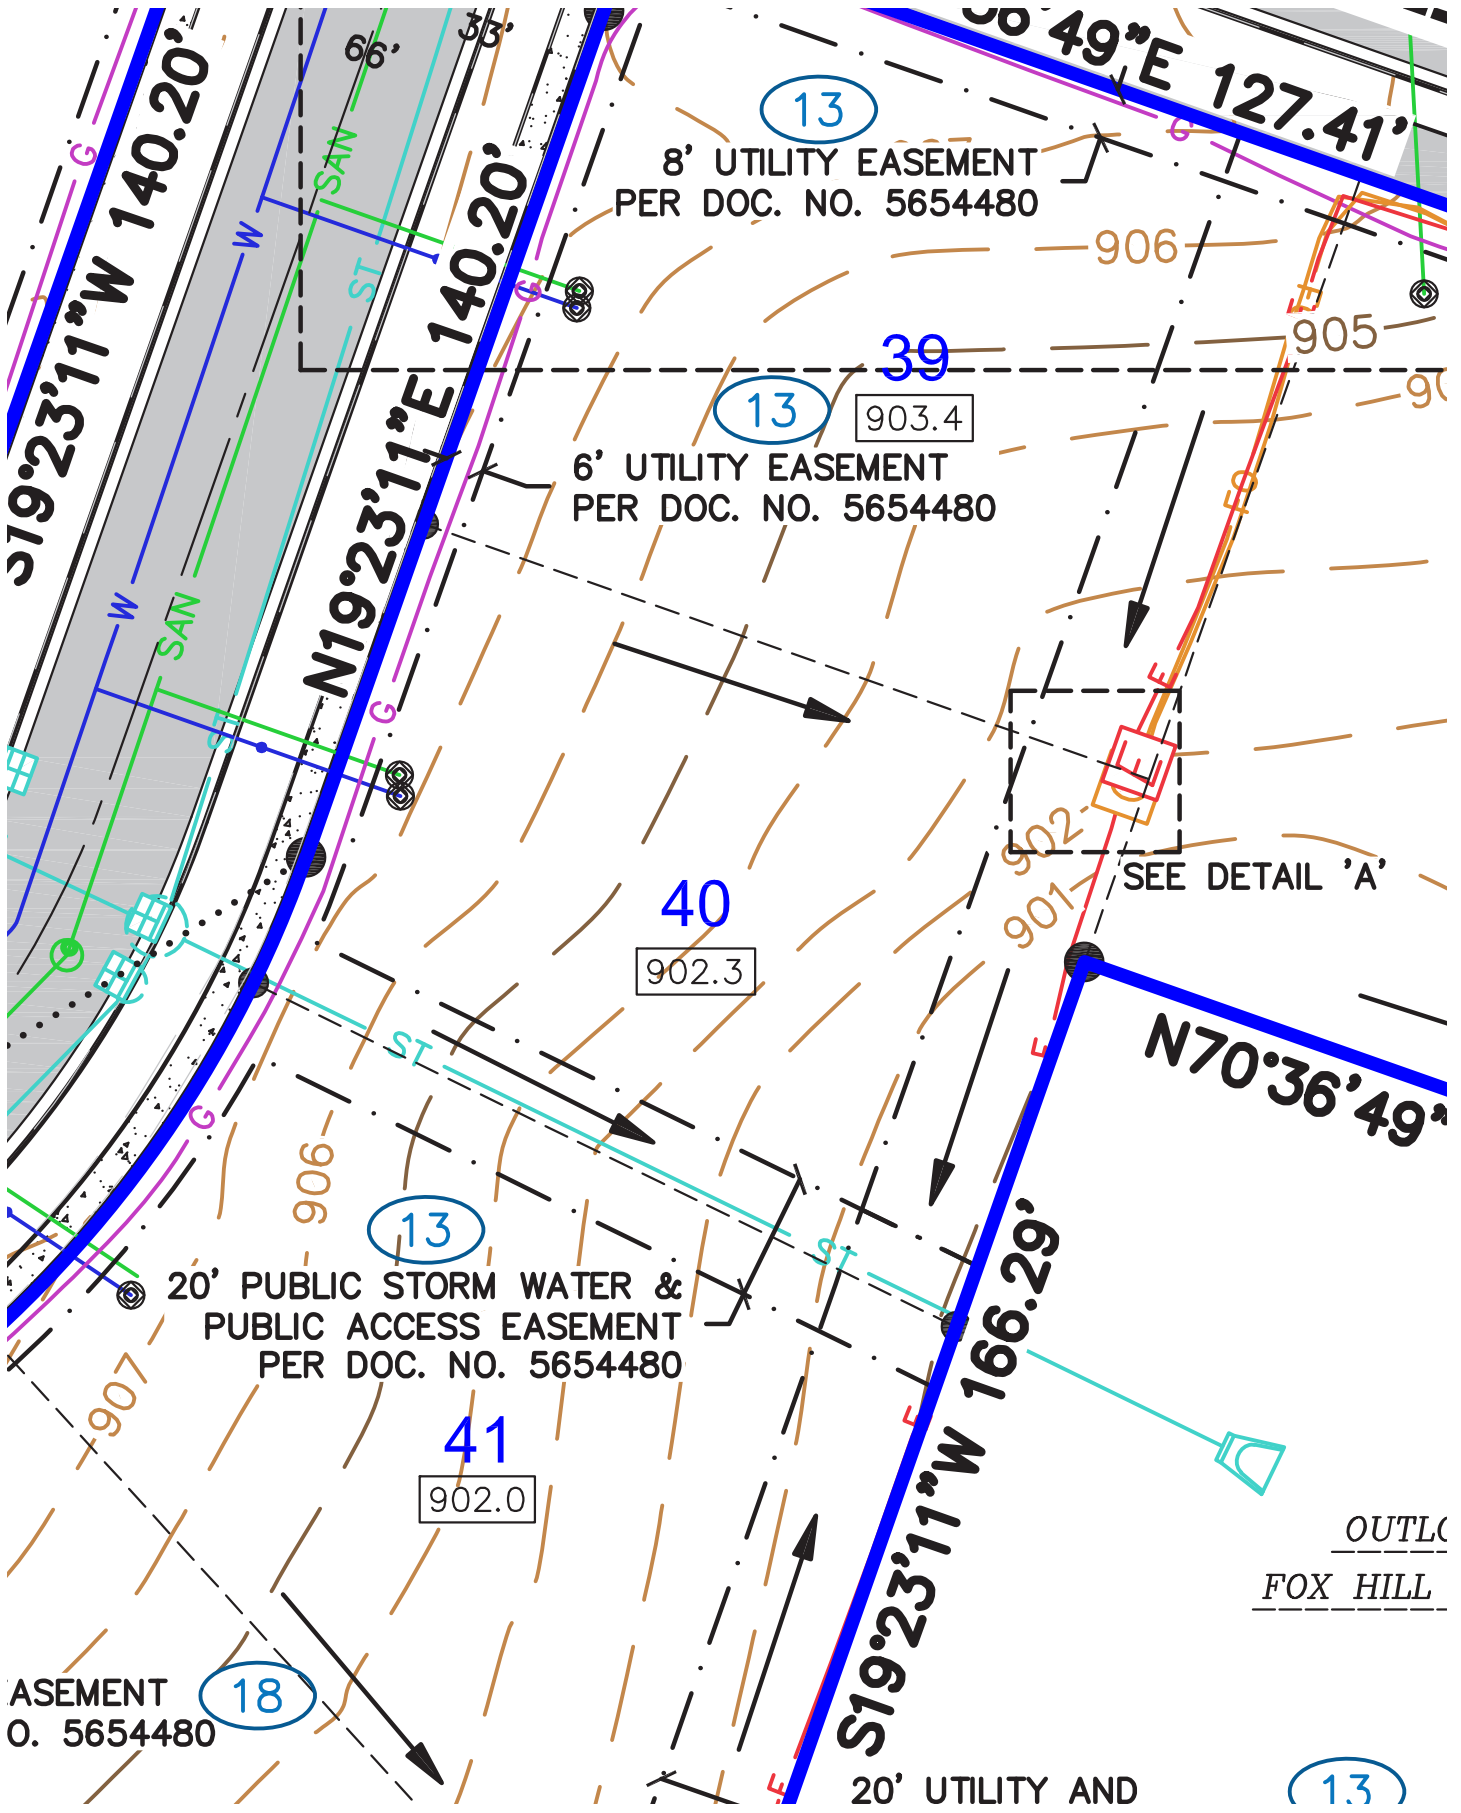 66'
33'
49"E 127.41'
S19°23'11"W 140.20'
N19°23'11"E 140.20'
G
G
G
G
G
W
W
SAN
SAN
ST
ST
13
8' UTILITY EASEMENT
PER DOC. NO. 5654480
906
905
39
13
903.4
6' UTILITY EASEMENT
PER DOC. NO. 5654480
FO
E
E
902
901
SEE DETAIL 'A'
40
902.3
ST
E
N70°36'49"
906
13
20' PUBLIC STORM WATER &
PUBLIC ACCESS EASEMENT
PER DOC. NO. 5654480
ST
S19°23'11"W 166.29'
907
41
902.0
E
FOX HILL
18
5654480
E
20' UTILITY AND
13